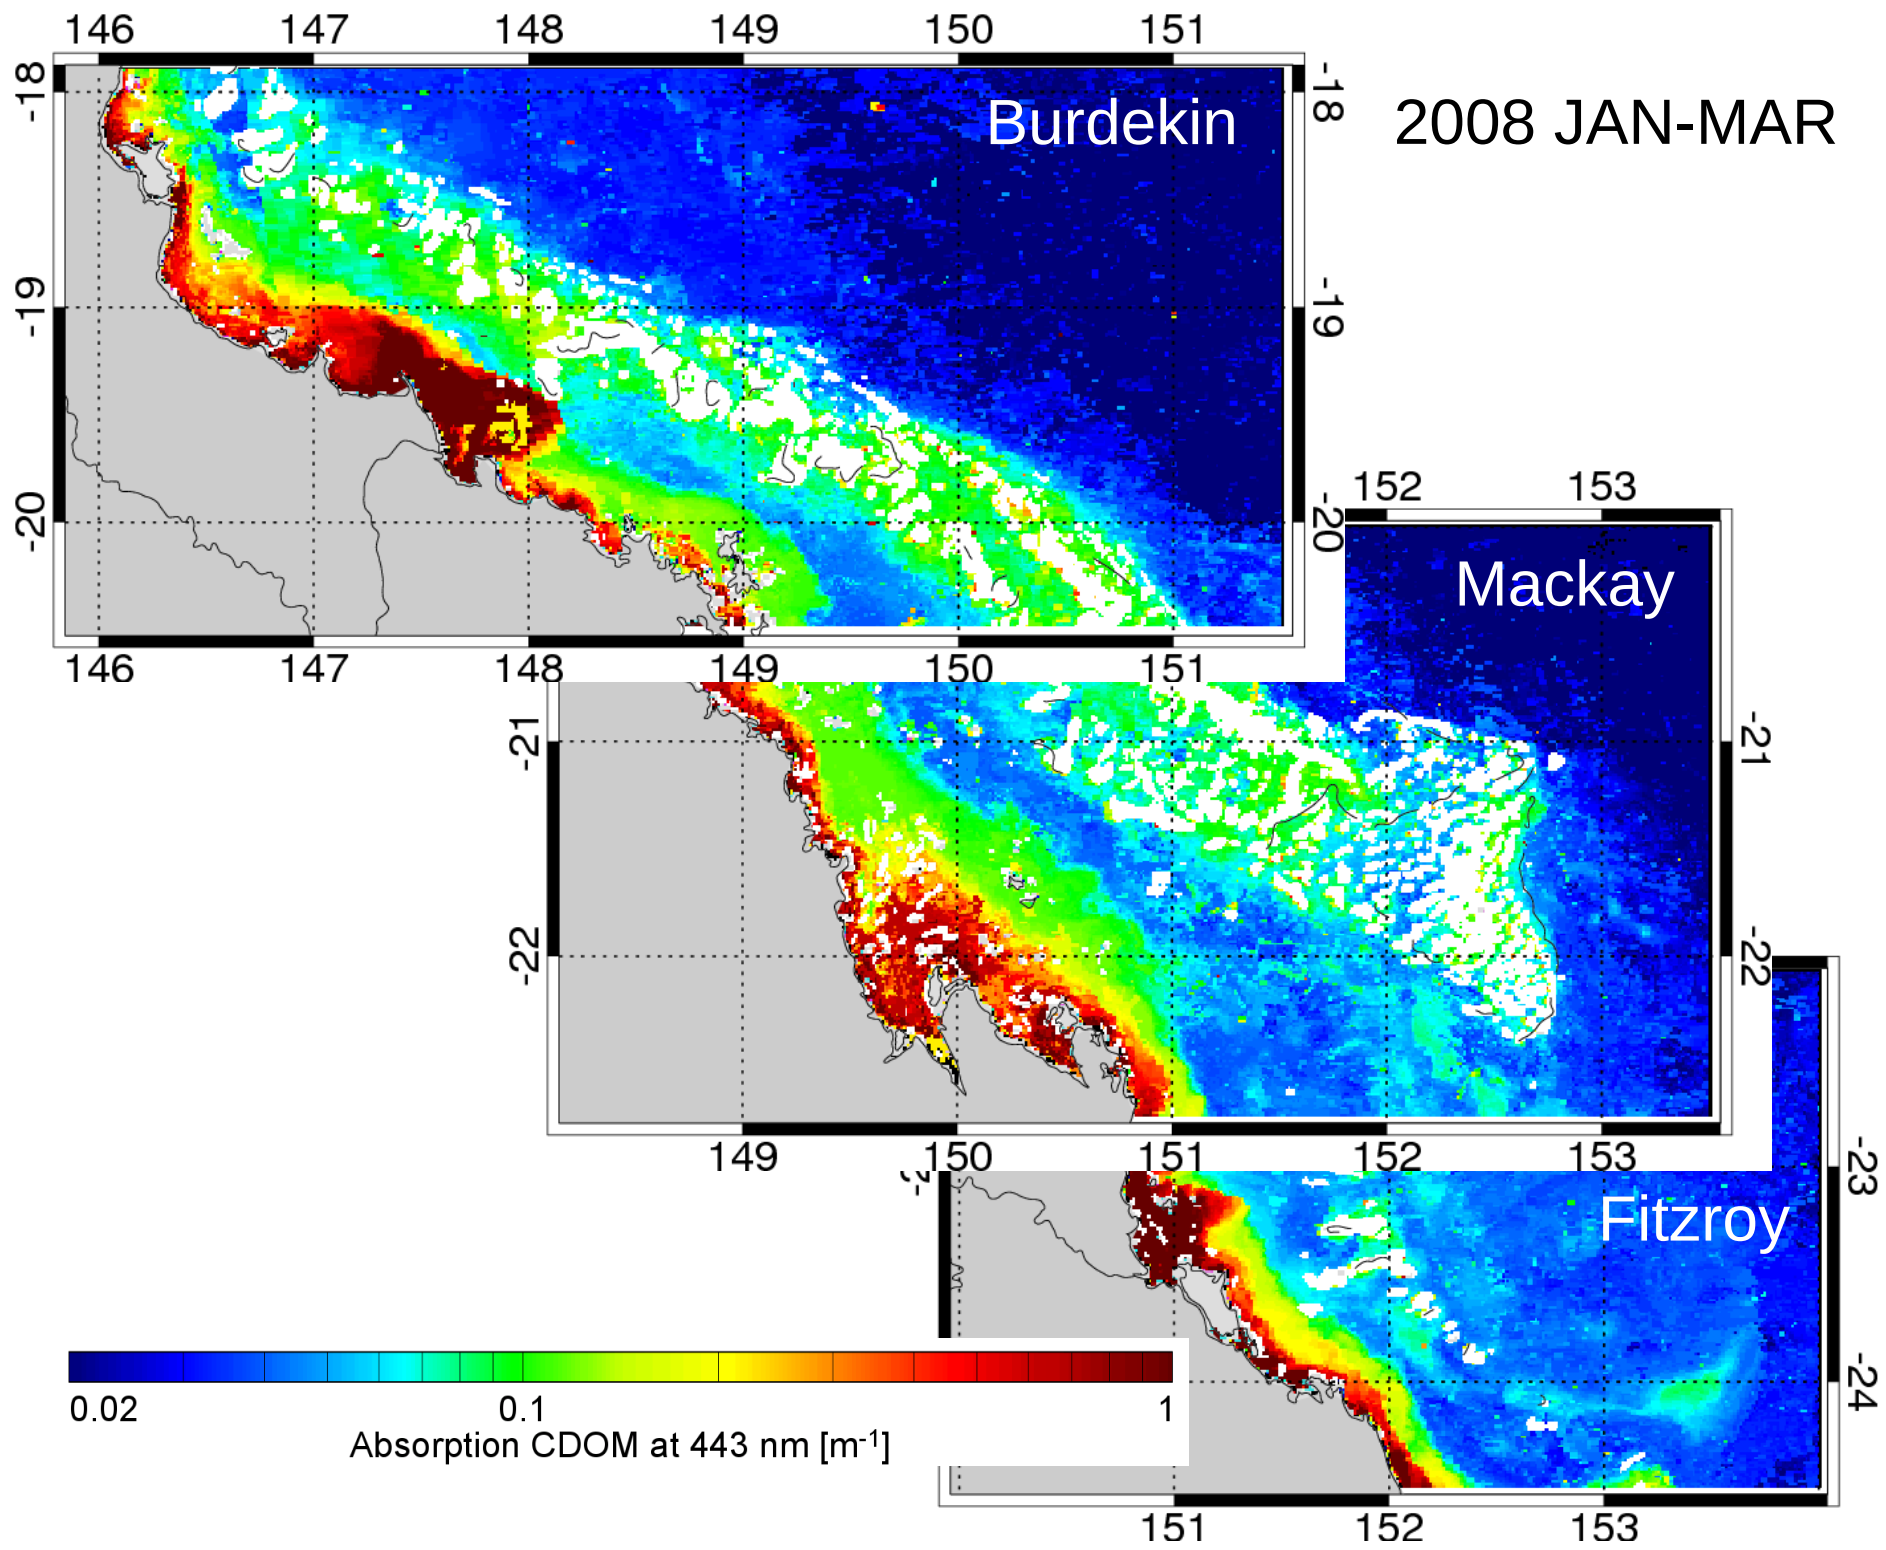 146 147 148 149 150 151
-18 -18
Burdekin
2008 JAN-MAR
-19 -19
152 153
-20 -20
Mackay
146 147 148 149 150 151
-21 -21
-22 -22
149 150 151 152 153
-23
Fitzroy
-24
0.02 0.1 1
Absorption CDOM at 443 nm [m-1]
151 152 153